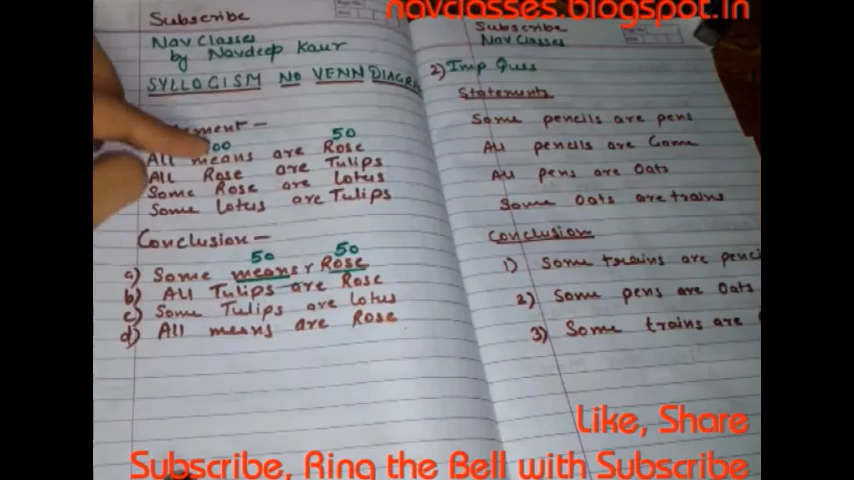 navclasses.blogspot.in
Subscribe
Nav Classes
by Navdeep Kaur
SYLLOGISM NO VENN DIAGRA
tement -
00 50
All means are Rose
All Rose are Tulips
Some Rose are Lotus
Some Lotus are Tulips
Conclusion -
50 50
a) Some means r Rose
b) All Tulips are Rose
c) Some Tulips are Lotus
d) All means are Rose
Subscribe
Nav Classes
2) Imp Ques
Statements
Some pencils are pens
All pencils are Game
All pens are Oats
Some Oats are trains
Conclusion
1) Some trains are penci
2) Some pens are Oats
3) Some trains are
Like, Share
Subscribe, Ring the Bell with Subscribe